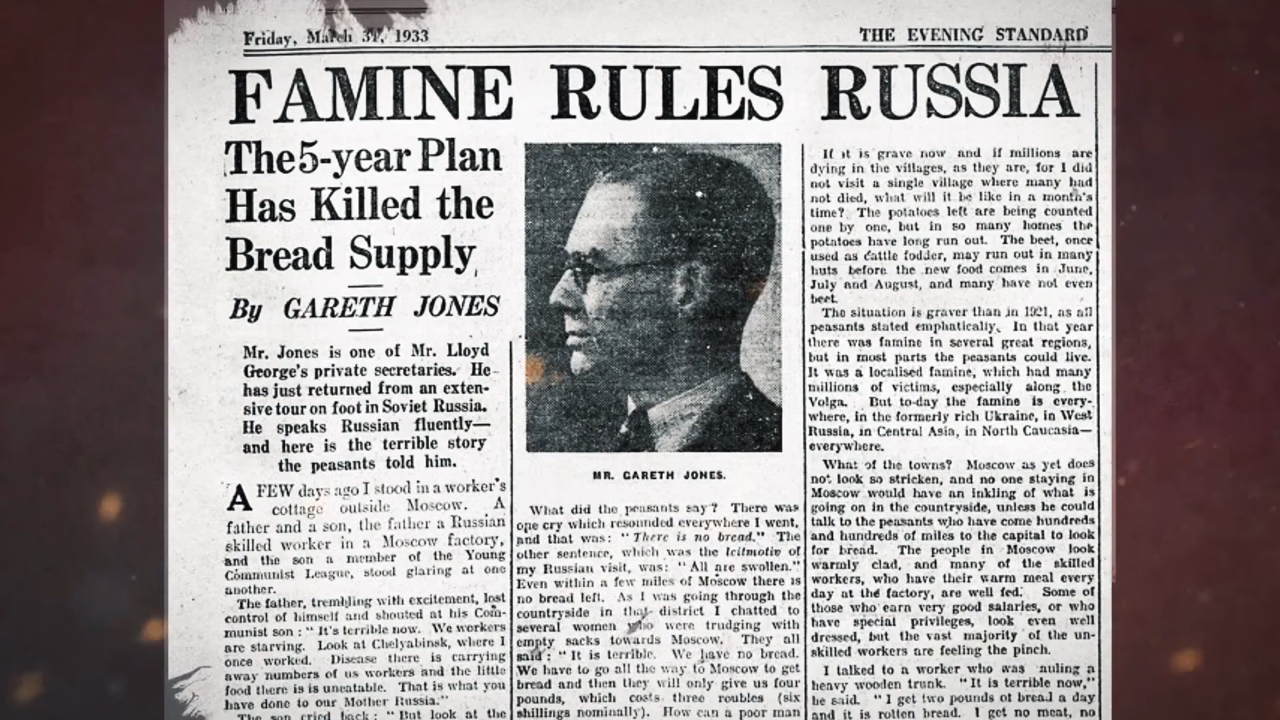 Friday, March 31, 1933
THE EVENING STANDARD
FAMINE RULES RUSSIA
The 5-year Plan
Has Killed the
Bread Supply
By GARETH JONES
Mr. Jones is one of Mr. Lloyd
George's private secretaries. He
has just returned from an exten-
sive tour on foot in Soviet Russia.
He speaks Russian fluently—
and here is the terrible story
the peasants told him.
A FEW days ago I stood in a worker's
cottage outside Moscow. A
father and a son, the father a Russian
skilled worker in a Moscow factory,
and the son a member of the Young
Communist League, stood glaring at one
another.
The father, trembling with excitement, lost
control of himself and shouted at his Com-
munist son: "It's terrible now. We workers
are starving. Look at Chelyabinsk, where I
once worked. Disease there is carrying
away numbers of us workers and the little
food there is is uneatable. That is what you
have done to our Mother Russia."
The son cried back: "But look at the
MR. GARETH JONES.
What did the peasants say? There was
one cry which resounded everywhere I went,
and that was: "There is no bread." The
other sentence, which was the leitmotiv of
my Russian visit, was: "All are swollen."
Even within a few miles of Moscow there is
no bread left. As I was going through the
countryside in that district I chatted to
several women who were trudging with
empty sacks towards Moscow. They all
said: "It is terrible. We have no bread.
We have to go all the way to Moscow to get
bread and then they will only give us four
pounds, which costs three roubles (six
shillings nominally). How can a poor man
If it is grave now and if millions are
dying in the villages, as they are, for I did
not visit a single village where many had
not died, what will it be like in a month's
time? The potatoes left are being counted
one by one, but in so many homes the
potatoes have long run out. The beet, once
used as cattle fodder, may run out in many
huts before the new food comes in June,
July and August, and many have not even
beet.
The situation is graver than in 1921, as all
peasants stated emphatically. In that year
there was famine in several great regions,
but in most parts the peasants could live.
It was a localised famine, which had many
millions of victims, especially along the
Volga. But to-day the famine is every-
where, in the formerly rich Ukraine, in West
Russia, in Central Asia, in North Caucasia—
everywhere.
What of the towns? Moscow as yet does
not look so stricken, and no one staying in
Moscow would have an inkling of what is
going on in the countryside, unless he could
talk to the peasants who have come hundreds
and hundreds of miles to the capital to look
for bread. The people in Moscow look
warmly clad, and many of the skilled
workers, who have their warm meal every
day at the factory, are well fed. Some of
those who earn very good salaries, or who
have special privileges, look even well
dressed, but the vast majority of the un-
skilled workers are feeling the pinch.
I talked to a worker who was hauling a
heavy wooden trunk. "It is terrible now,"
he said. "I get two pounds of bread a day
and it is rotten bread. I get no meat, no